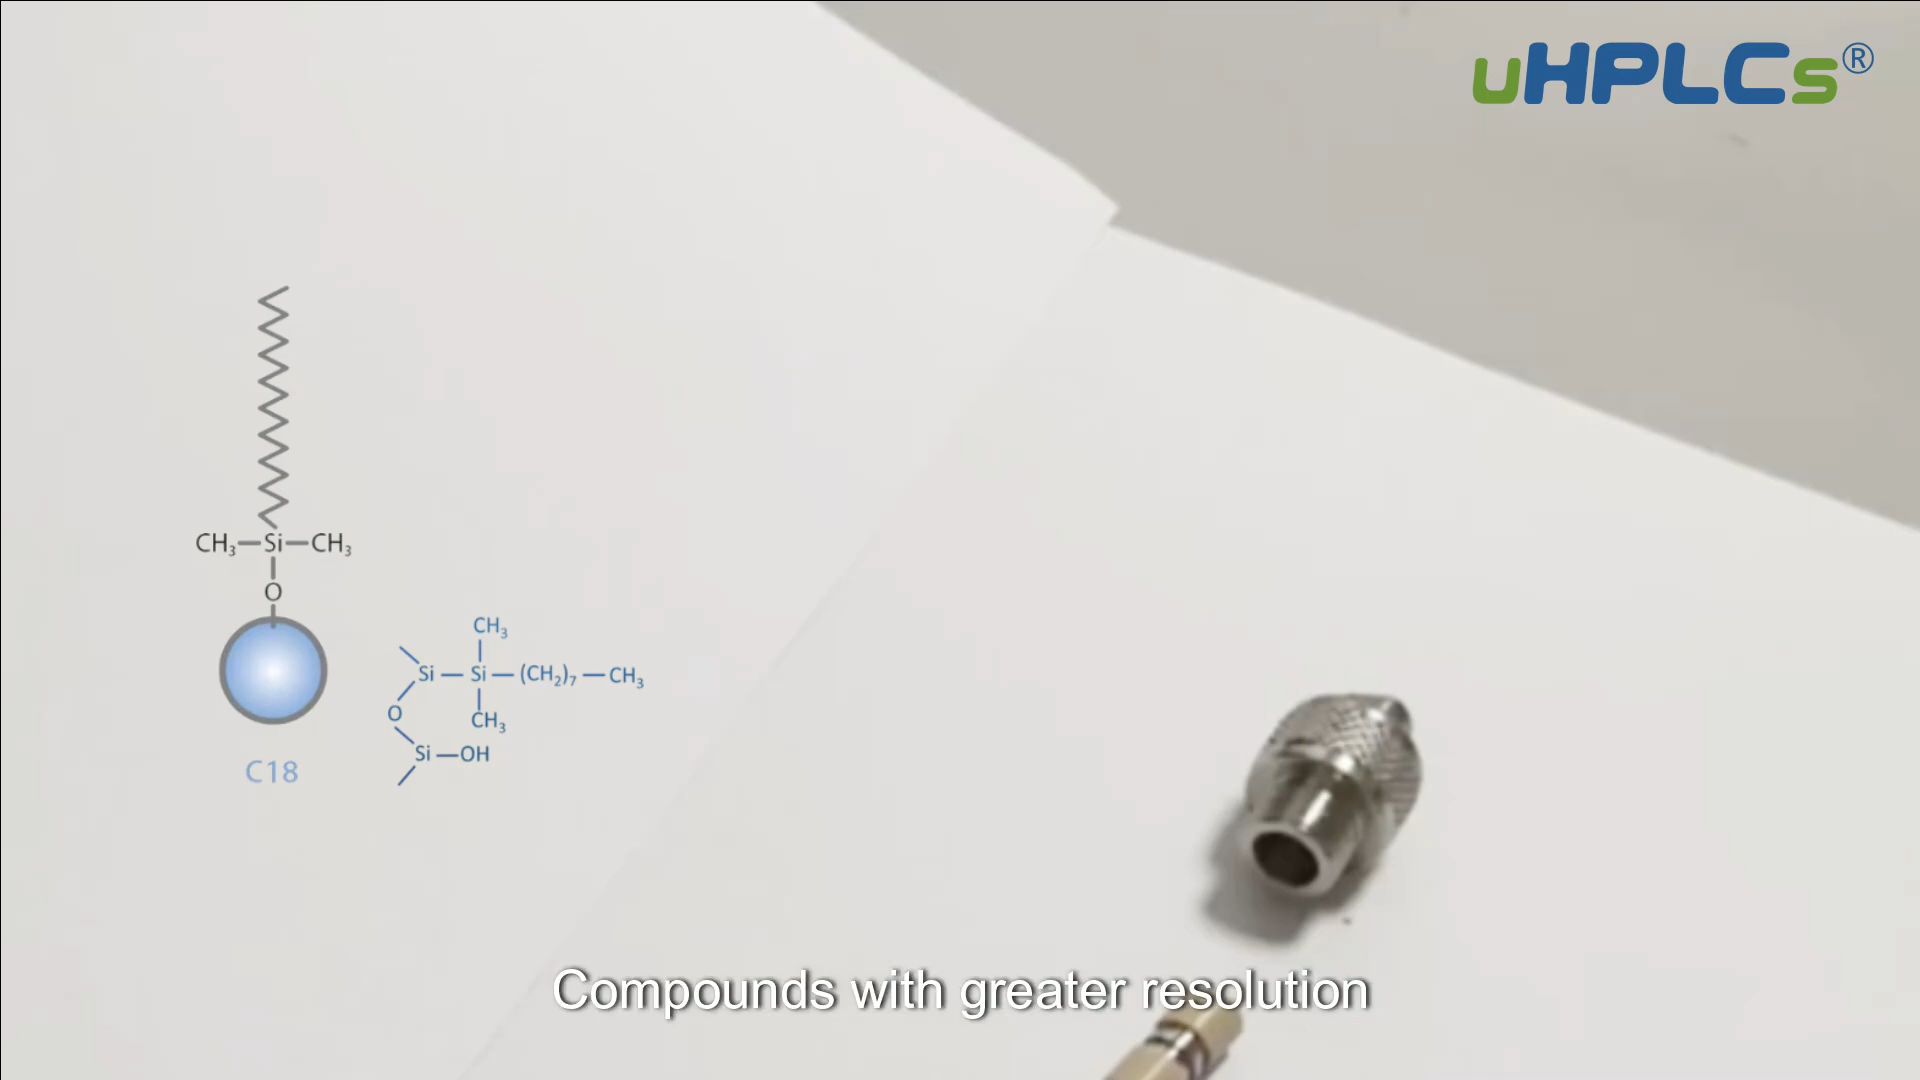 uHPLCs®
CH₃—Si—CH₃
O
C18
CH₃
Si—Si—(CH₂)₇—CH₃
O
CH₃
Si—OH
Compounds with greater resolution